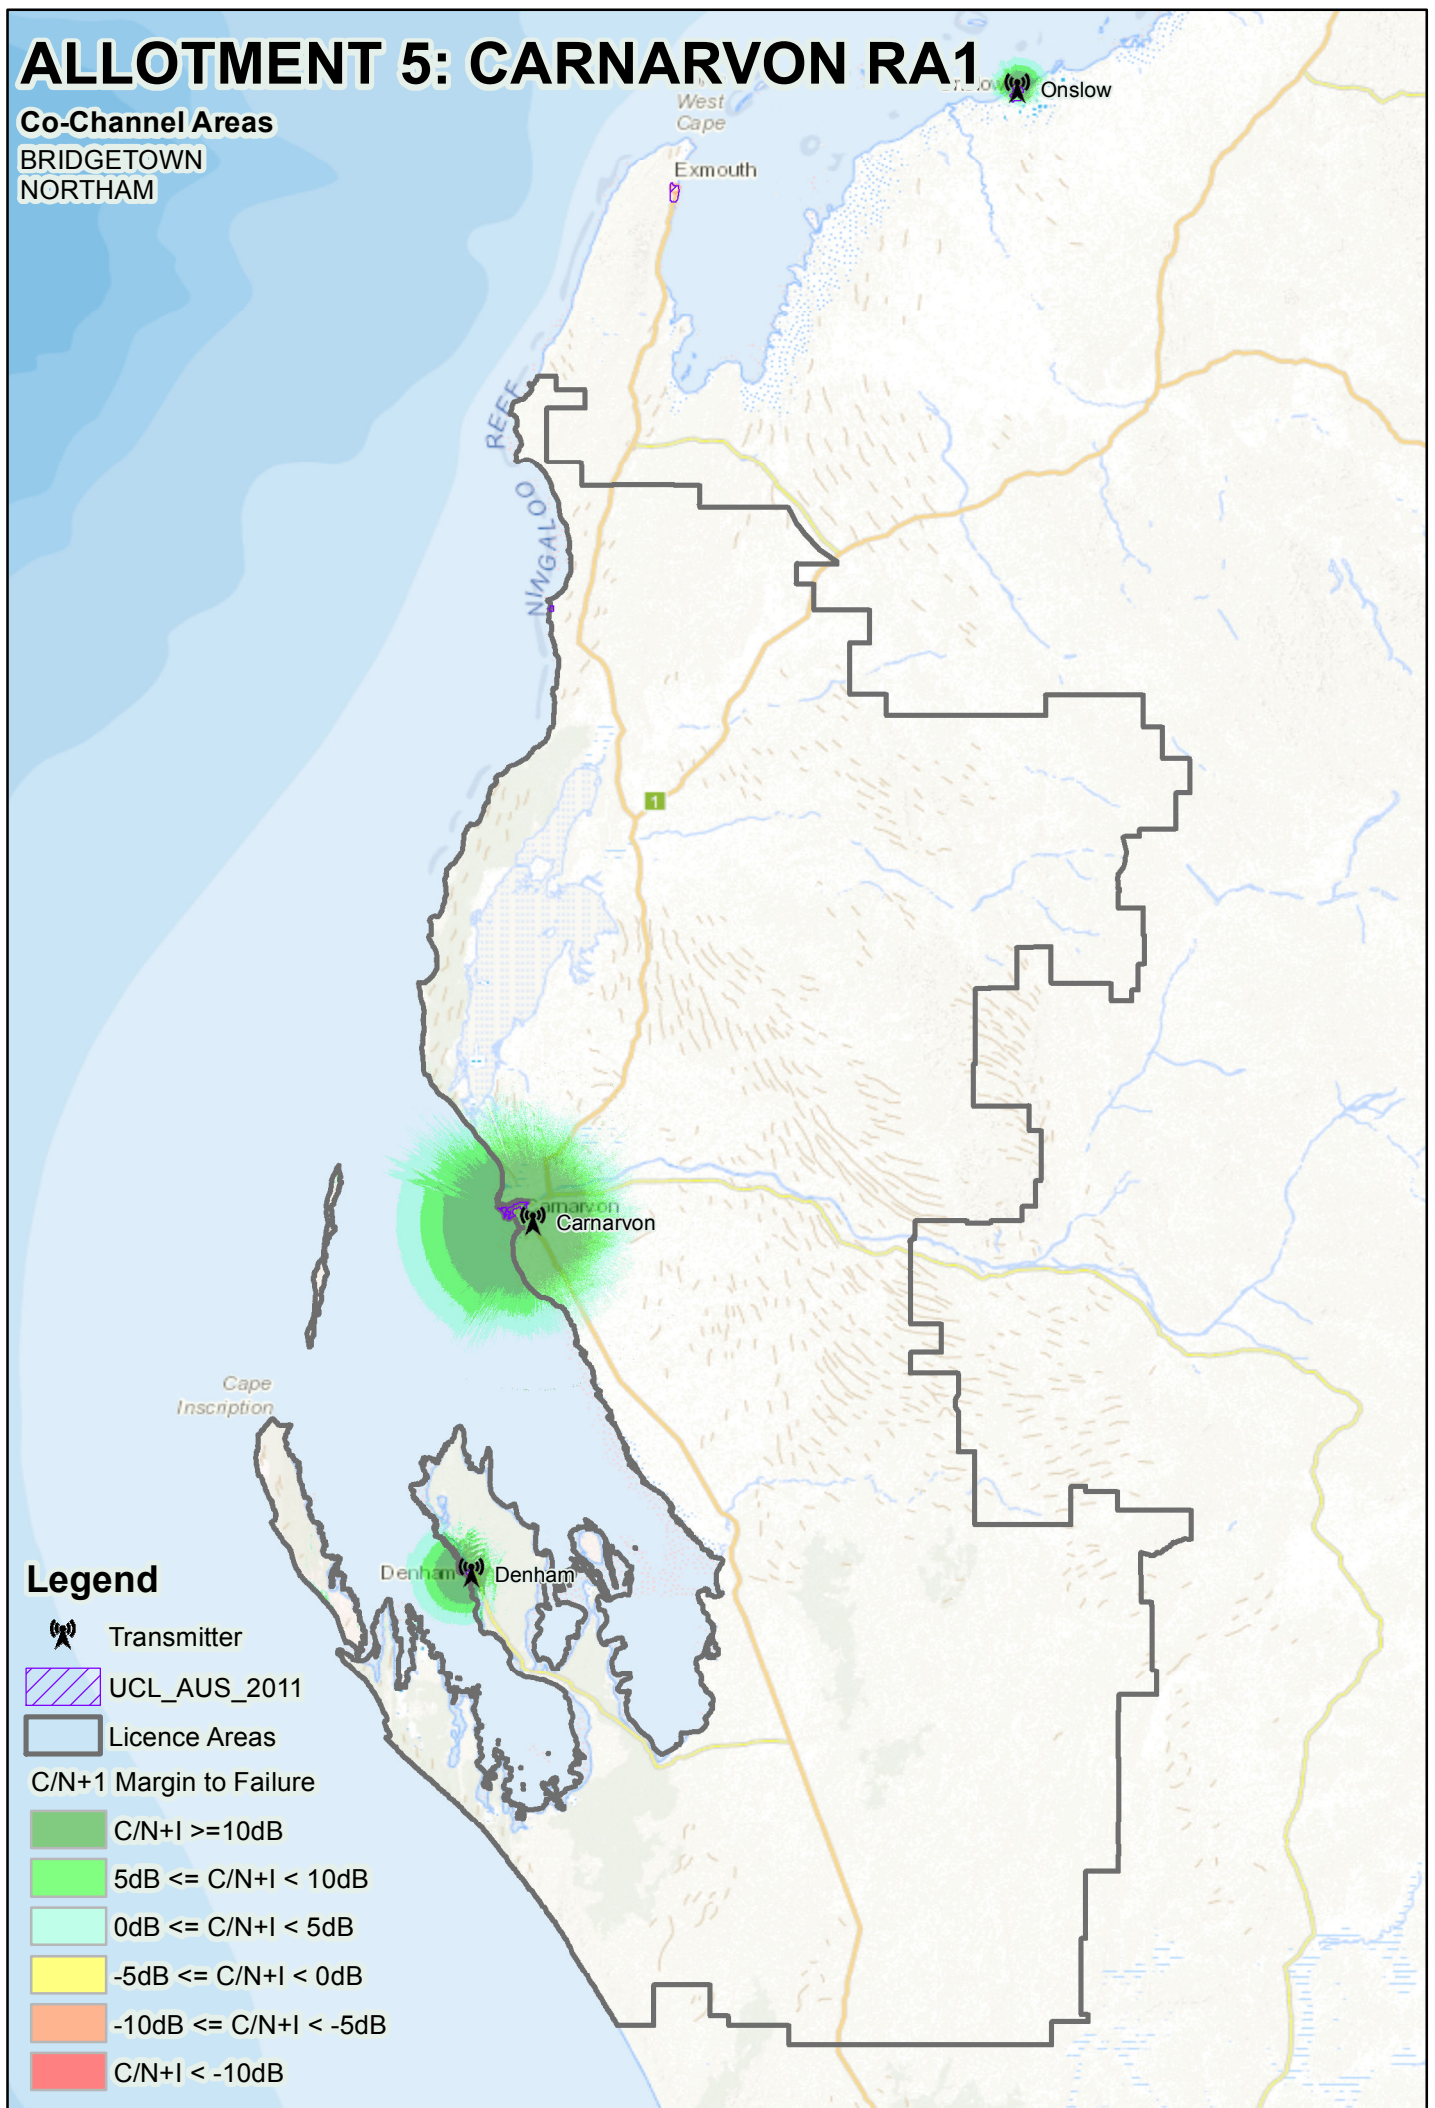 ALLOTMENT 5: CARNARVON RA1
Co-Channel Areas
BRIDGETOWN
NORTHAM
West
Cape
Onslow
Exmouth
REEF
NINGALOO
1
Carnarvon
Carnarvon
Cape
Inscription
Denham
Denham
Legend
Transmitter
UCL_AUS_2011
Licence Areas
C/N+1 Margin to Failure
C/N+I >=10dB
5dB <= C/N+I < 10dB
0dB <= C/N+I < 5dB
-5dB <= C/N+I < 0dB
-10dB <= C/N+I < -5dB
C/N+I < -10dB